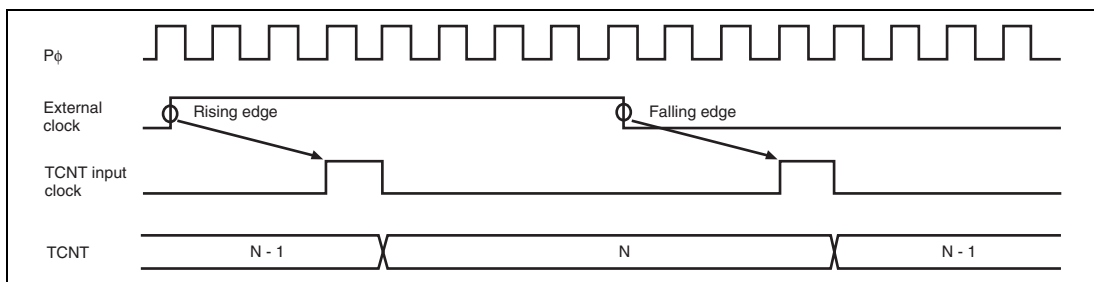 Pφ
External
clock
Rising edge
Falling edge
TCNT input
clock
TCNT
N - 1
N
N - 1